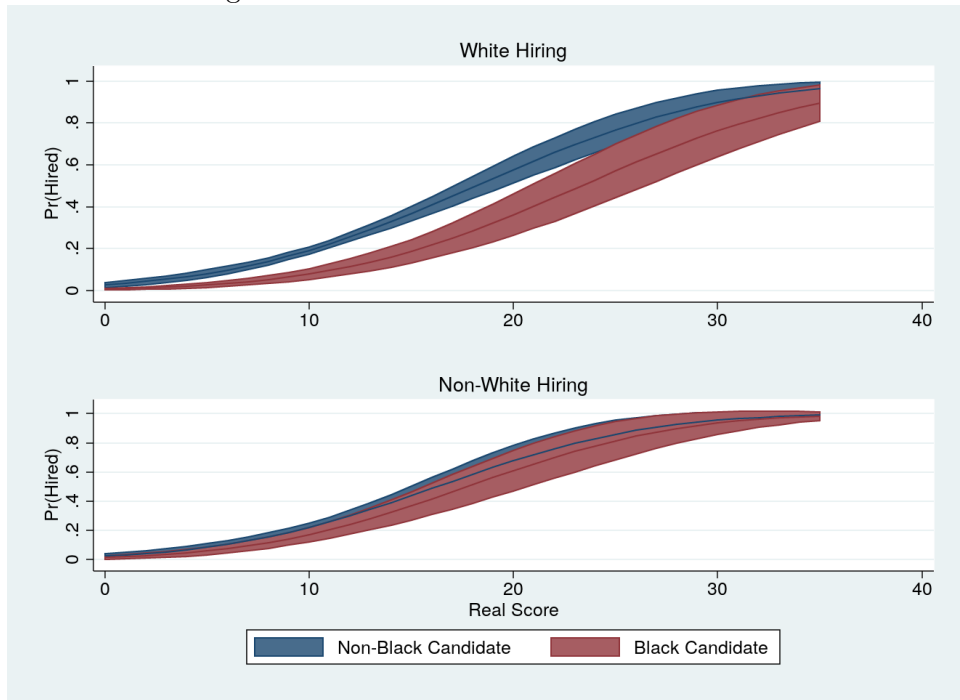 White Hiring
Pr(Hired)
1
.8
.6
.4
.2
0
0 10 20 30 40
Non-White Hiring
Pr(Hired)
1
.8
.6
.4
.2
0
0 10 20 30 40
Real Score
Non-Black Candidate Black Candidate